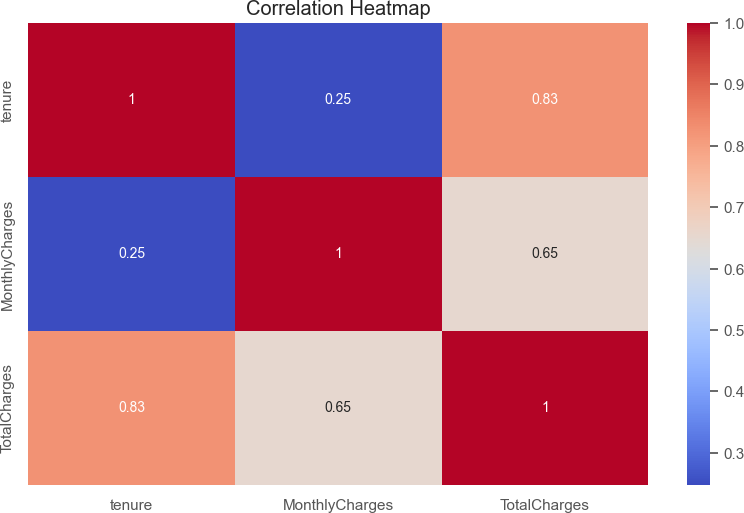 Correlation Heatmap
tenure
1
0.25
0.83
MonthlyCharges
0.25
1
0.65
TotalCharges
0.83
0.65
1
tenure
MonthlyCharges
TotalCharges
1.0
0.9
0.8
0.7
0.6
0.5
0.4
0.3